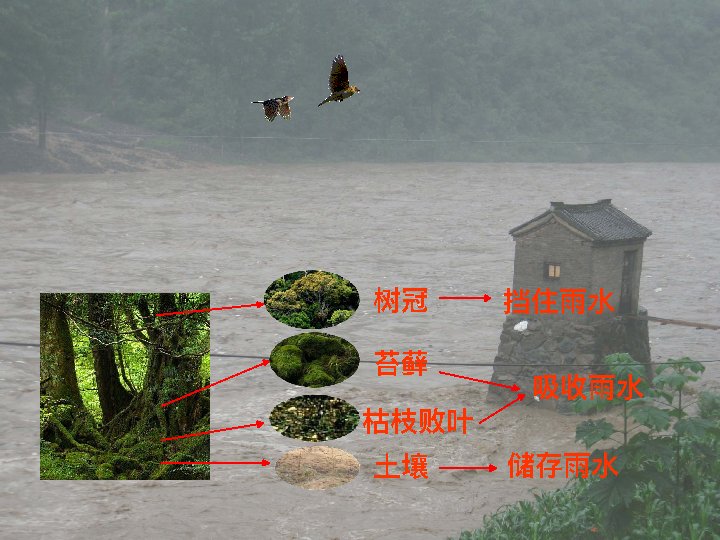 树冠 挡住雨水
苔藓
吸收雨水
枯枝败叶
土壤 储存雨水